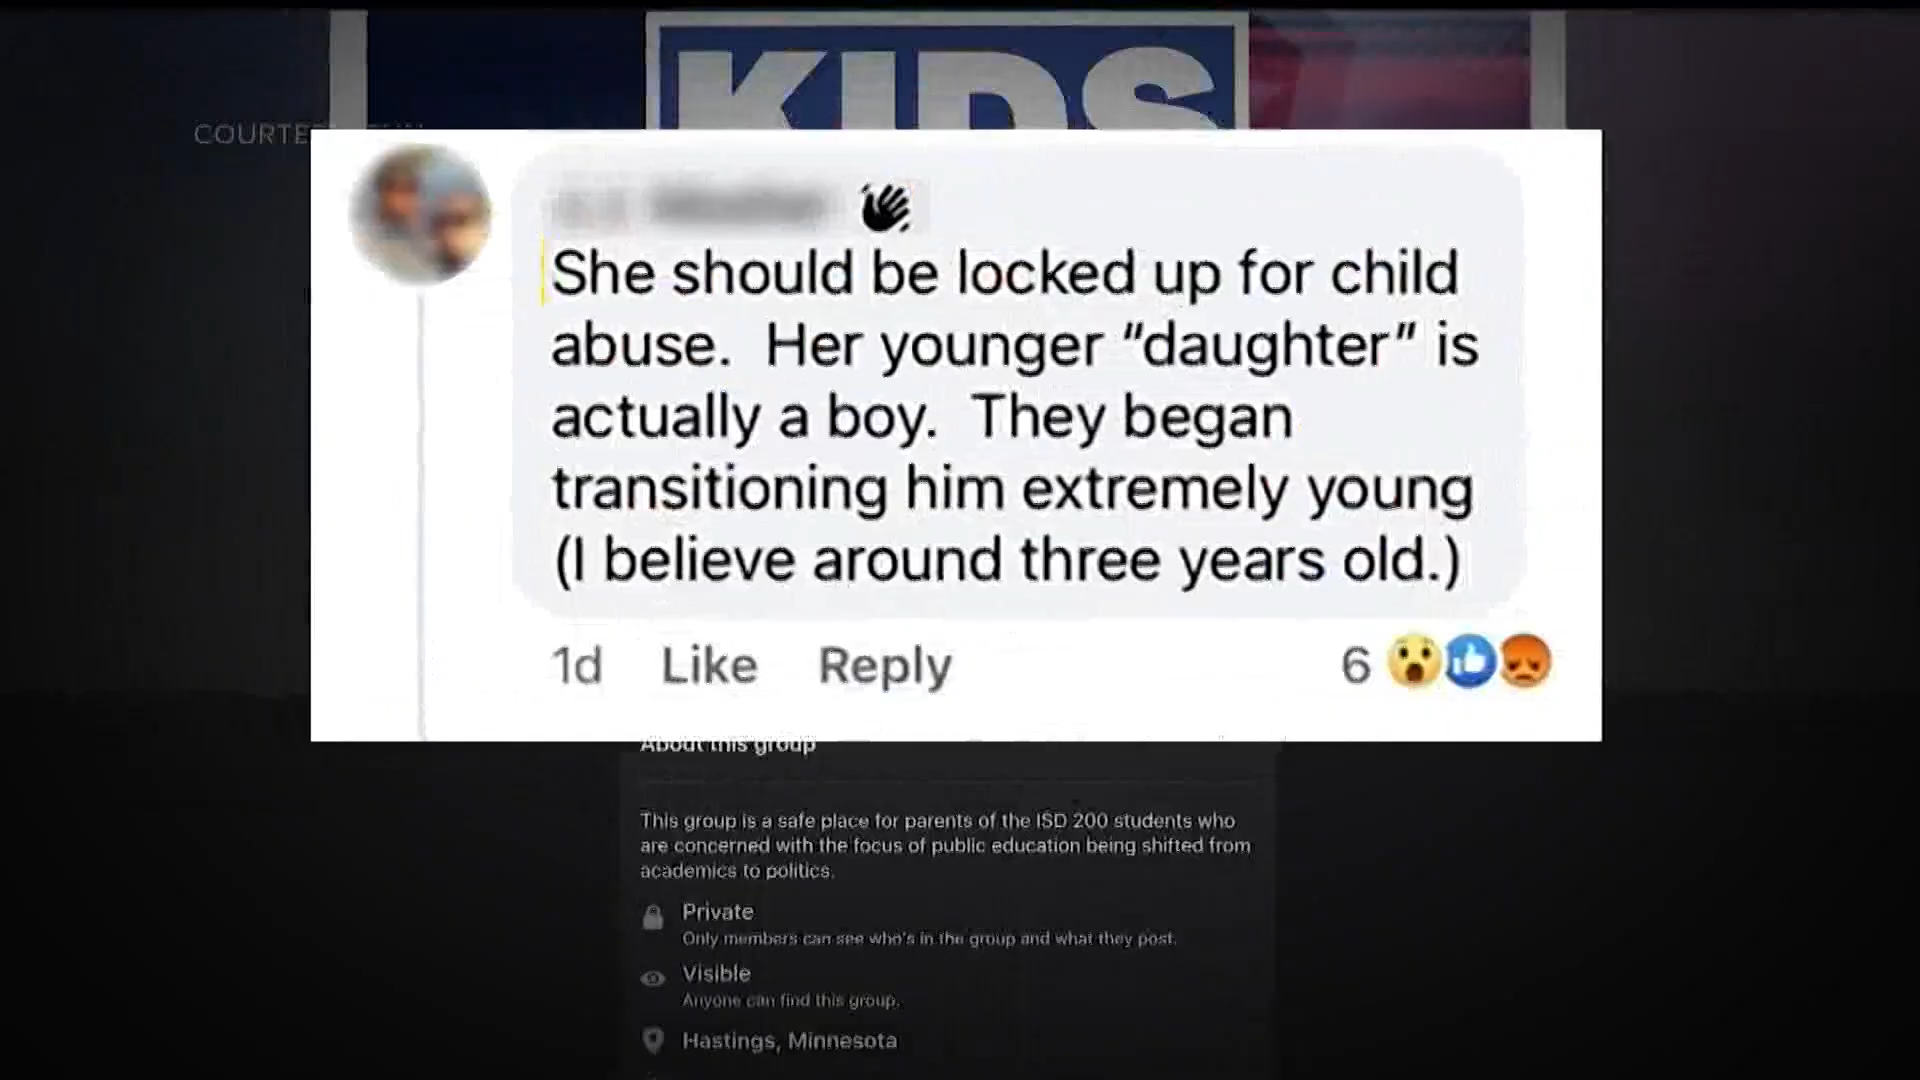 KIDS
She should be locked up for child
abuse.  Her younger “daughter” is
actually a boy.  They began
transitioning him extremely young
(I believe around three years old.)
1d Like Reply 6
About this group
This group is a safe place for parents of the ISD 200 students who
are concerned with the focus of public education being shifted from
academics to politics.
Private
Only members can see who's in the group and what they post.
Visible
Anyone can find this group.
Hastings, Minnesota